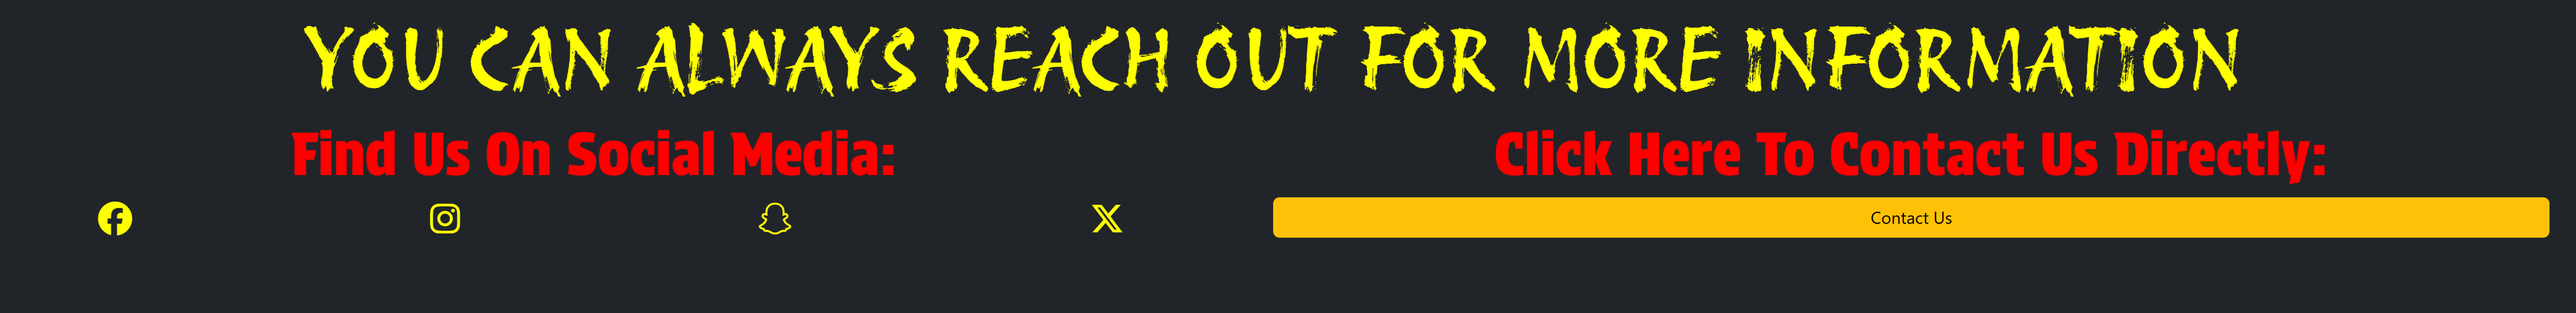 YOU CAN ALWAYS REACH OUT FOR MORE INFORMATION
Find Us On Social Media:
Click Here To Contact Us Directly:
Contact Us